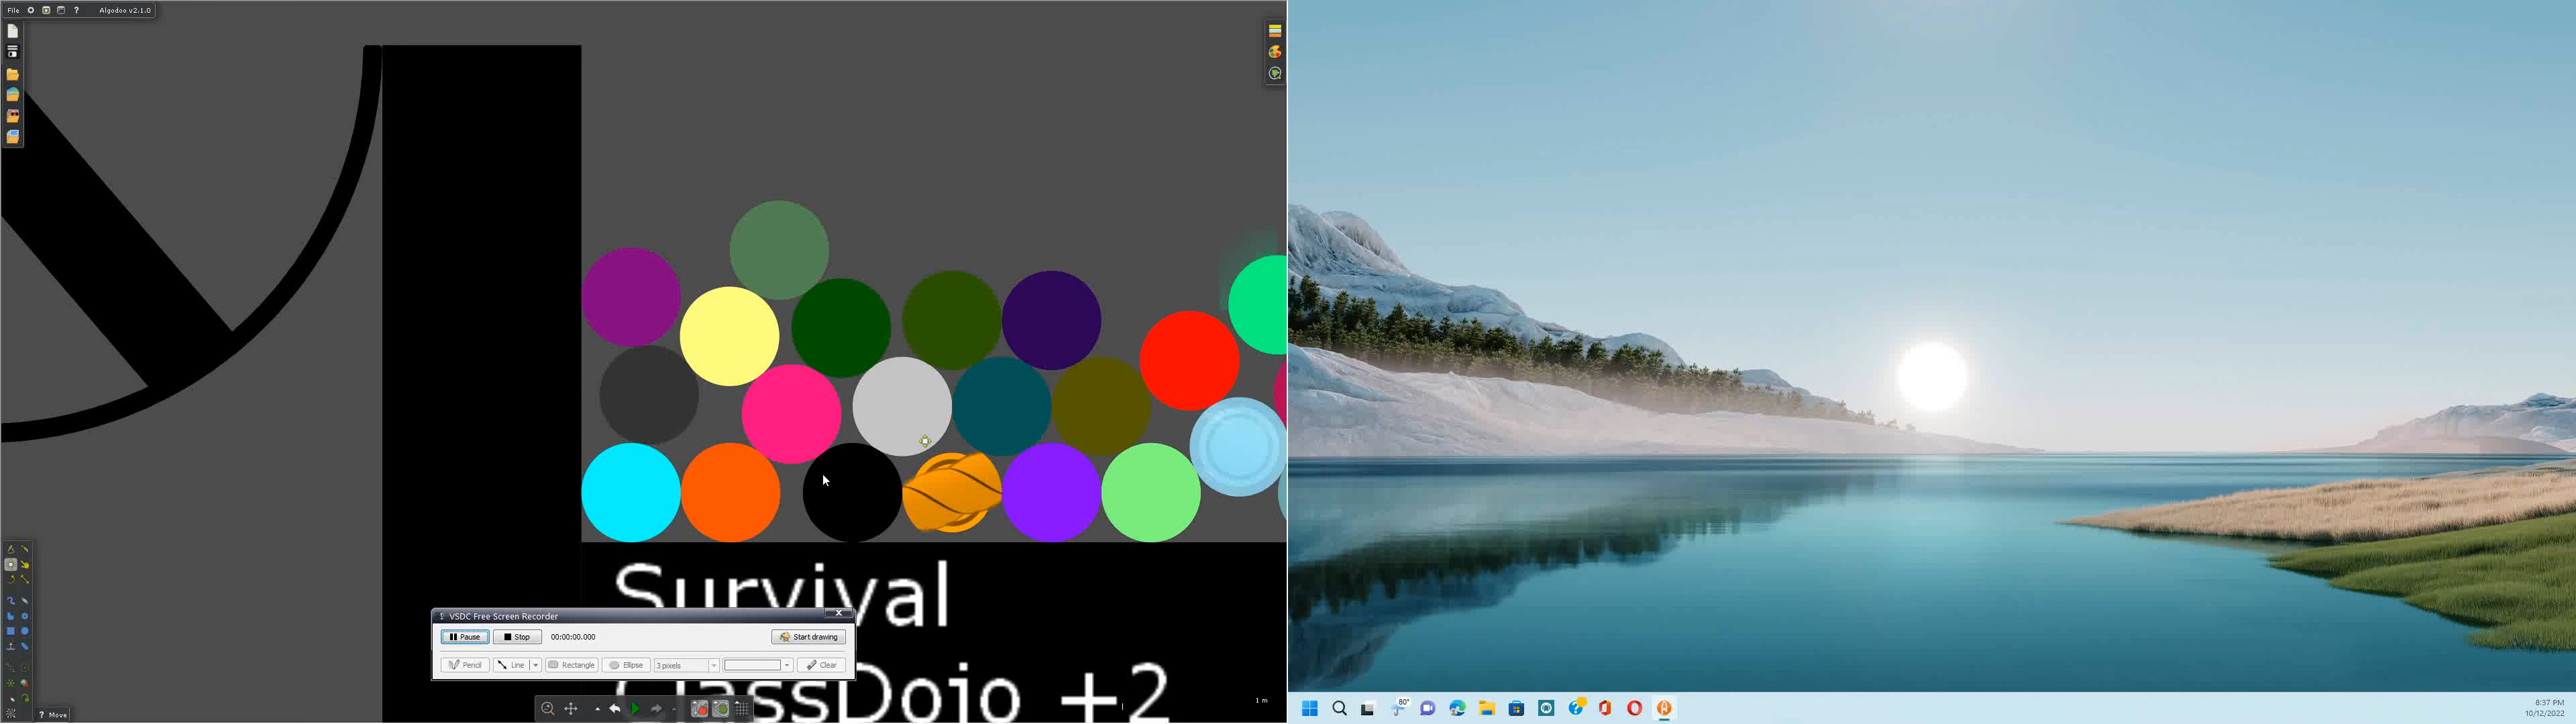 File ? Algodoo v2.1.0
Survival
VSDC Free Screen Recorder
Pause Stop 00:00:00.000 Start drawing
Pencil Line Rectangle Ellipse 3 pixels Clear
ClassDojo +2
? Move
1 m
80°
8:37 PM
10/12/2022